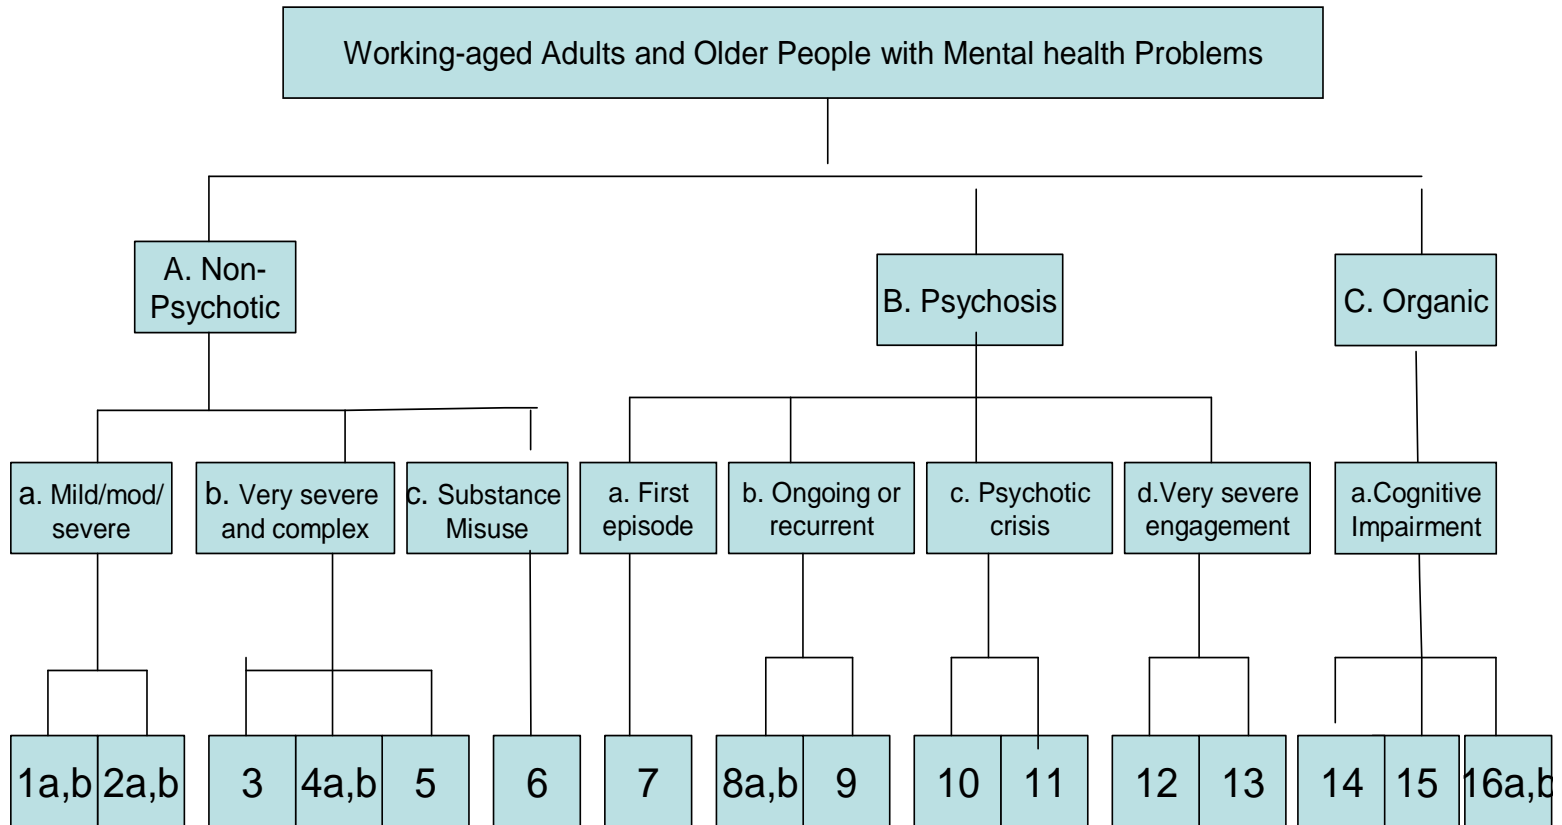 Working-aged Adults and Older People with Mental health Problems
A. Non-
Psychotic
B. Psychosis
C. Organic
a. Mild/mod/
severe
b. Very severe
and complex
c. Substance
Misuse
a. First
episode
b. Ongoing or
recurrent
c. Psychotic
crisis
d.Very severe
engagement
a.Cognitive
Impairment
1a,b
2a,b
3
4a,b
5
6
7
8a,b
9
10
11
12
13
14
15
16a,b